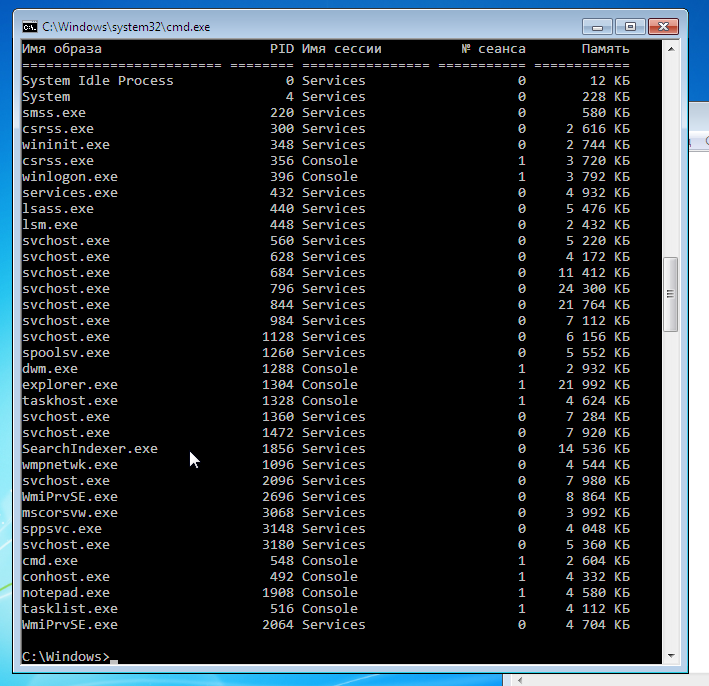 C:\Windows\system32\cmd.exe
Имя образа                     PID Имя сессии          № сеанса       Память
========================= ======== ================ =========== ============
System Idle Process              0 Services                   0        12 КБ
System                           4 Services                   0       228 КБ
smss.exe                       220 Services                   0       580 КБ
csrss.exe                      300 Services                   0     2 616 КБ
wininit.exe                    348 Services                   0     2 744 КБ
csrss.exe                      356 Console                    1     3 720 КБ
winlogon.exe                   396 Console                    1     3 792 КБ
services.exe                   432 Services                   0     4 932 КБ
lsass.exe                      440 Services                   0     5 476 КБ
lsm.exe                        448 Services                   0     2 432 КБ
svchost.exe                    560 Services                   0     5 220 КБ
svchost.exe                    628 Services                   0     4 172 КБ
svchost.exe                    684 Services                   0    11 412 КБ
svchost.exe                    796 Services                   0    24 300 КБ
svchost.exe                    844 Services                   0    21 764 КБ
svchost.exe                    984 Services                   0     7 112 КБ
svchost.exe                   1128 Services                   0     6 156 КБ
spoolsv.exe                   1260 Services                   0     5 552 КБ
dwm.exe                       1288 Console                    1     2 932 КБ
explorer.exe                  1304 Console                    1    21 992 КБ
taskhost.exe                  1328 Console                    1     4 624 КБ
svchost.exe                   1360 Services                   0     7 284 КБ
svchost.exe                   1472 Services                   0     7 920 КБ
SearchIndexer.exe             1856 Services                   0    14 536 КБ
wmpnetwk.exe                  1096 Services                   0     4 544 КБ
svchost.exe                   2096 Services                   0     7 980 КБ
WmiPrvSE.exe                  2696 Services                   0     8 864 КБ
mscorsvw.exe                  3068 Services                   0     3 992 КБ
sppsvc.exe                    3148 Services                   0     4 048 КБ
svchost.exe                   3180 Services                   0     5 360 КБ
cmd.exe                        548 Console                    1     2 604 КБ
conhost.exe                    492 Console                    1     4 332 КБ
notepad.exe                   1908 Console                    1     4 580 КБ
tasklist.exe                   516 Console                    1     4 112 КБ
WmiPrvSE.exe                  2064 Services                   0     4 704 КБ
C:\Windows>_